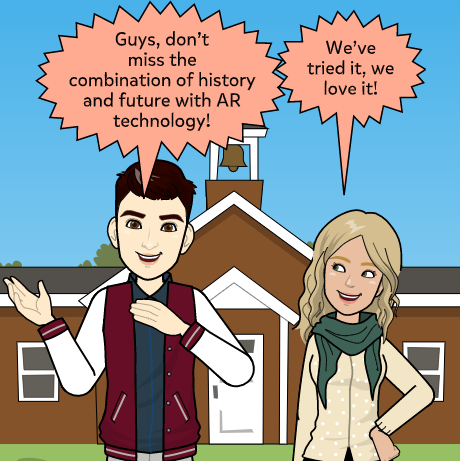 Guys, don't
miss the
combination of history
and future with AR
technology!
We've
tried it, we
love it!